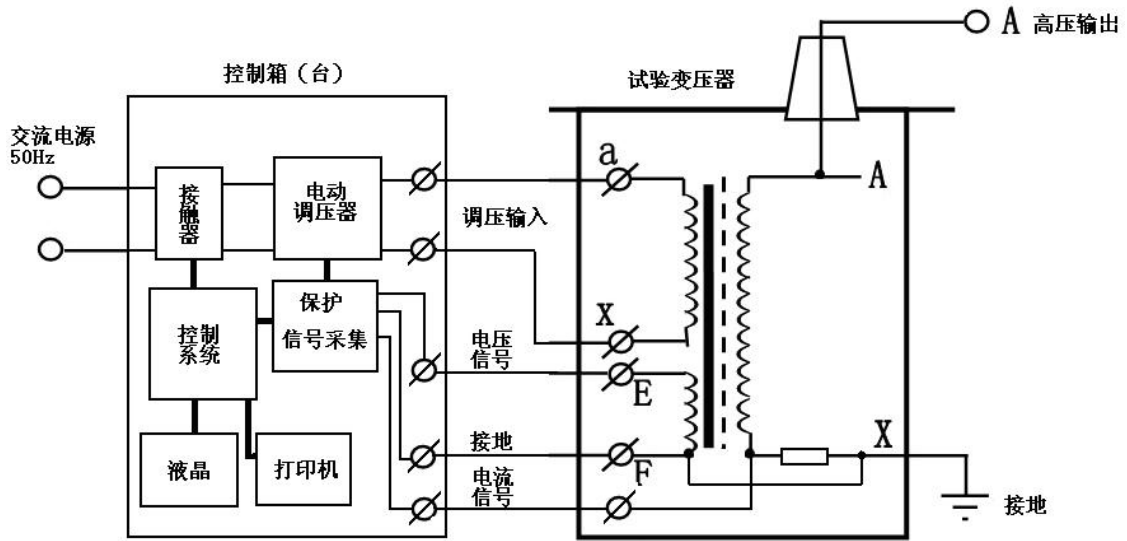 A 高压输出
控制箱（台）
试验变压器
交流电源
50Hz
a
接触器
电动
调压器
A
调压输入
保护
信号采集
x
控制
系统
电压
信号
E
接地
X
液晶
打印机
F
电流
信号
接地